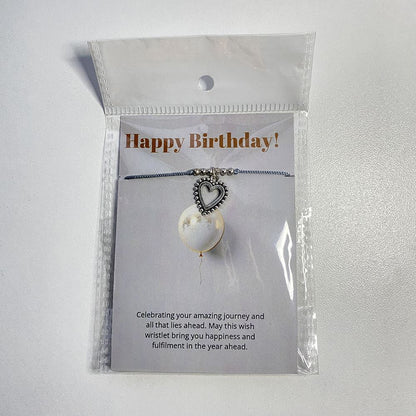 Happy Birthday!
Celebrating your amazing journey and
all that lies ahead. May this wish
wristlet bring you happiness and
fulfilment in the year ahead.